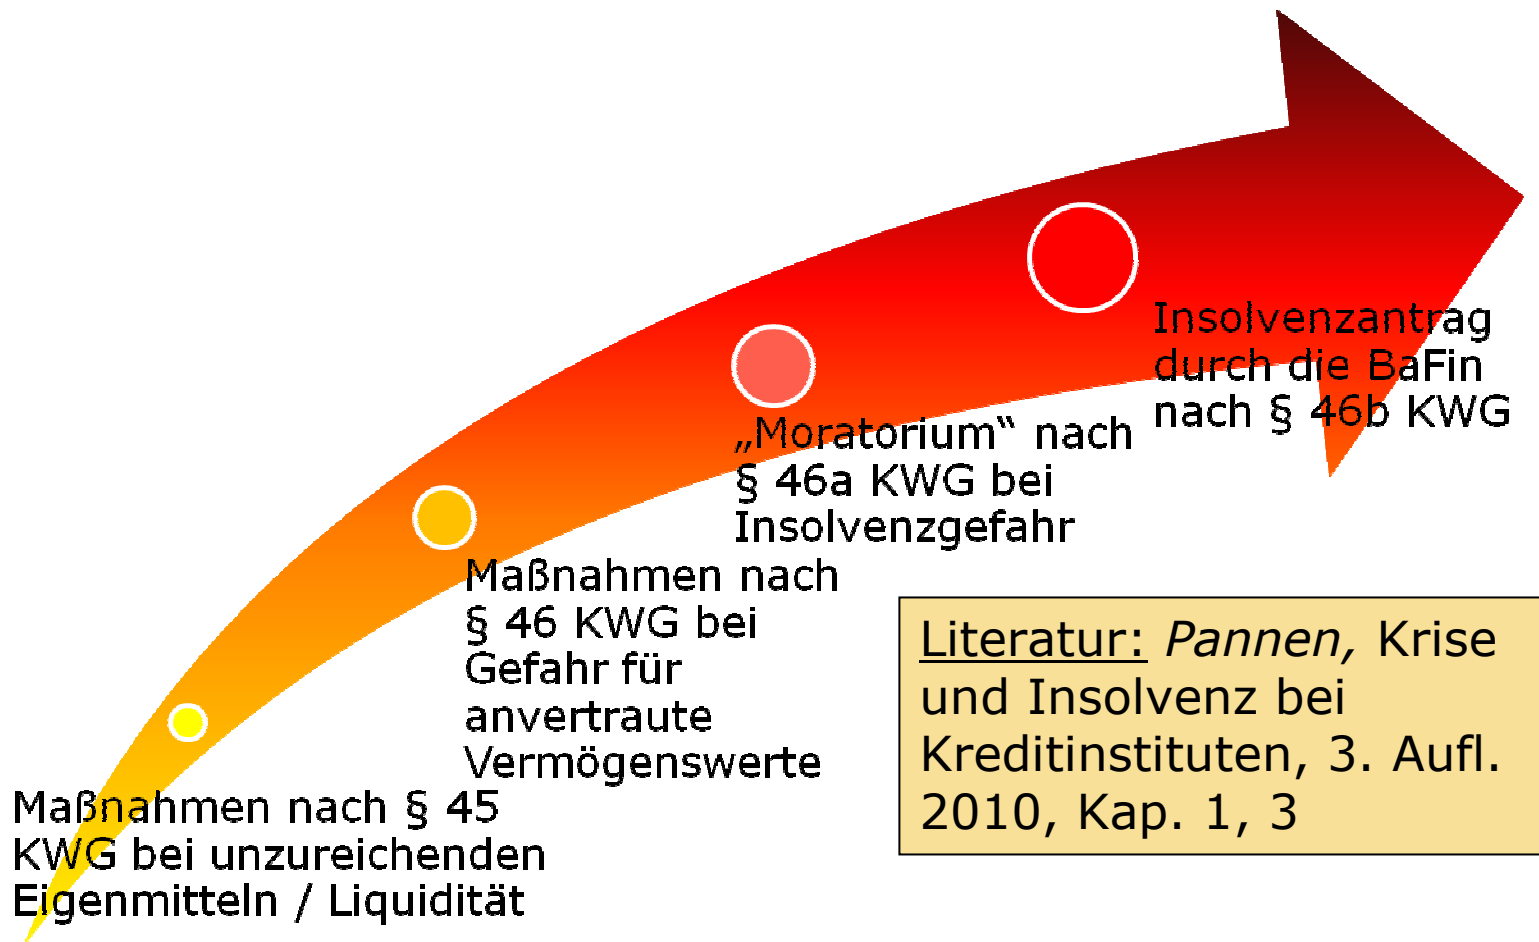 Insolvenzantrag
durch die BaFin
nach § 46b KWG
„Moratorium“ nach
§ 46a KWG bei
Insolvenzgefahr
Maßnahmen nach
§ 46 KWG bei
Gefahr für
anvertraute
Vermögenswerte
Maßnahmen nach § 45
KWG bei unzureichenden
Eigenmitteln / Liquidität
Literatur: Pannen, Krise
und Insolvenz bei
Kreditinstituten, 3. Aufl.
2010, Kap. 1, 3